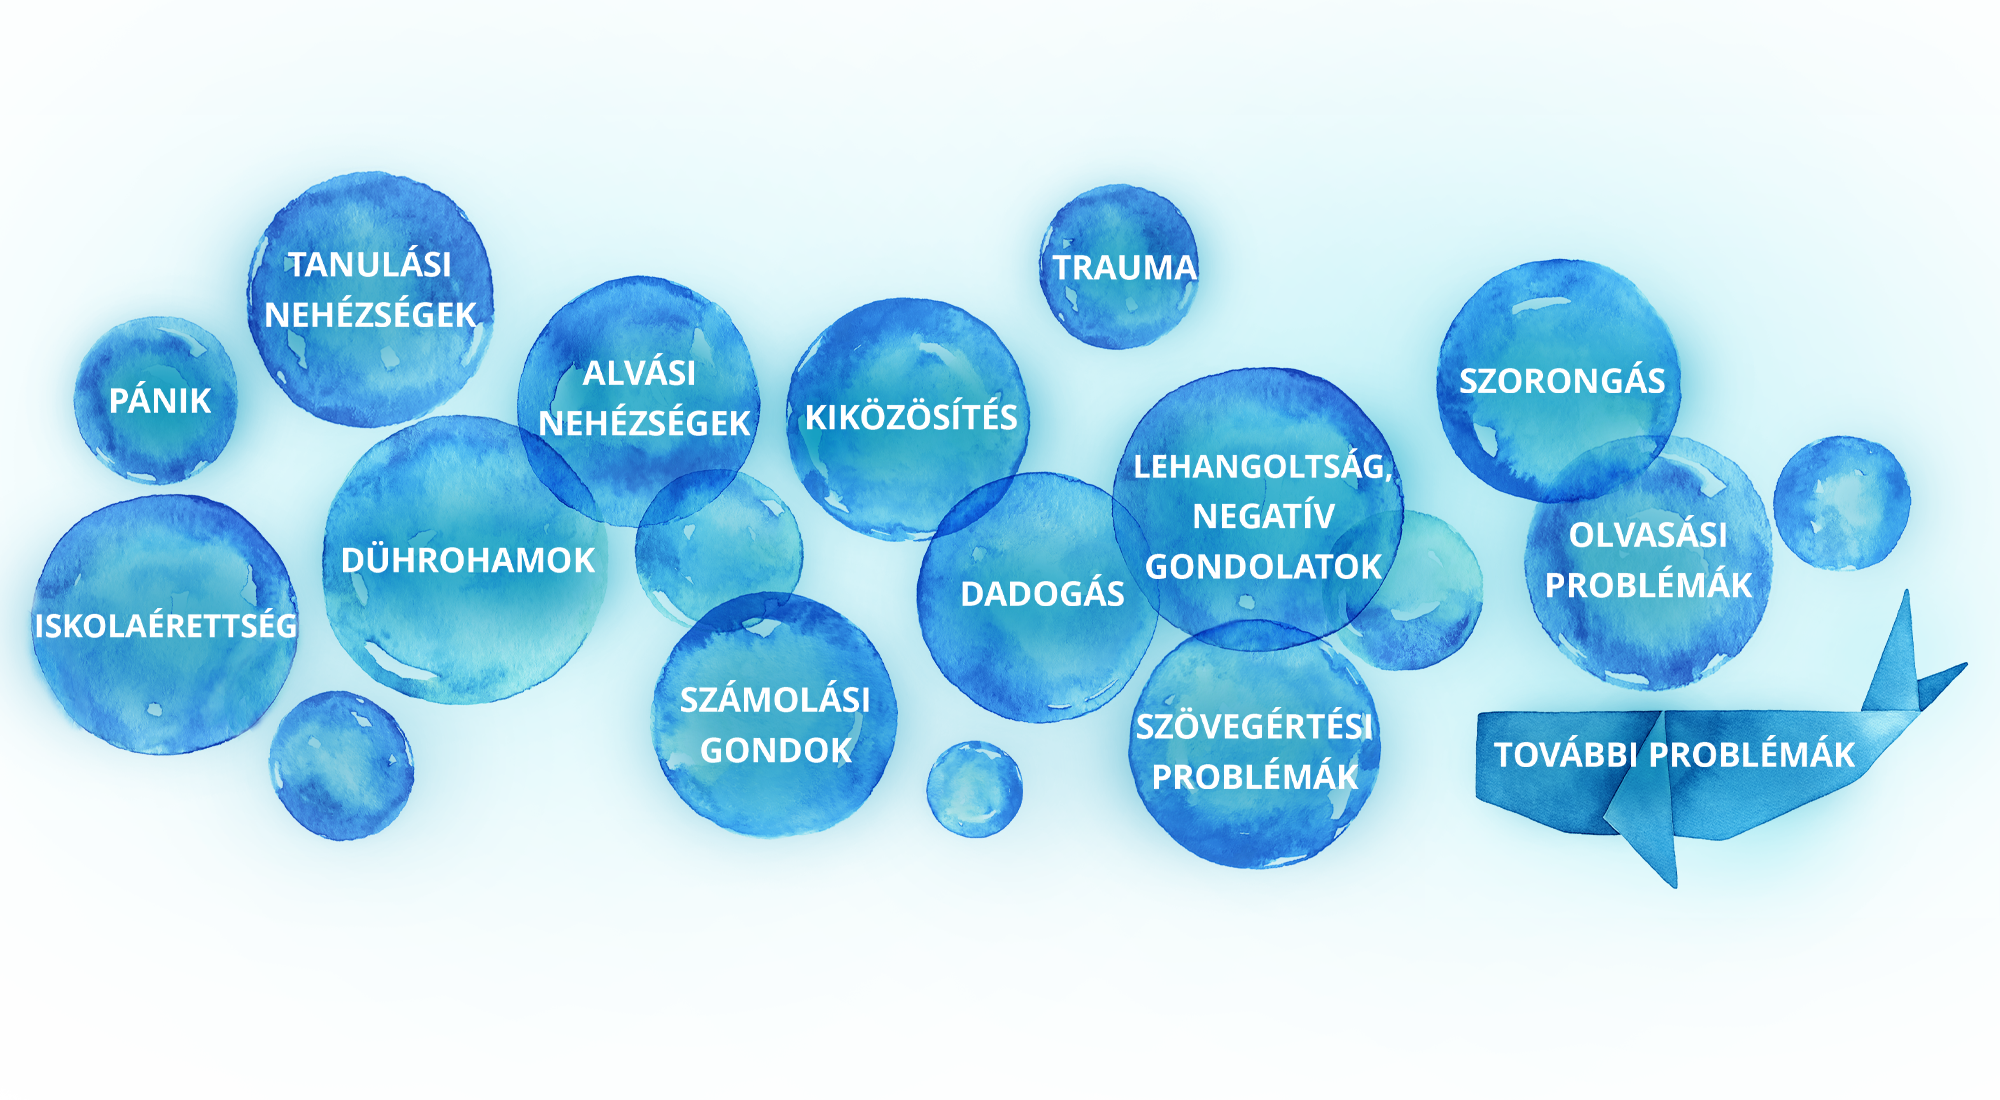 TANULÁSI
NEHÉZSÉGEK
TRAUMA
PÁNIK
ALVÁSI
NEHÉZSÉGEK
KIKÖZÖSÍTÉS
SZORONGÁS
ISKOLAÉRETTSÉG
DÜHROHAMOK
DADOGÁS
LEHANGOLTSÁG,
NEGATÍV
GONDOLATOK
OLVASÁSI
PROBLÉMÁK
SZÁMOLÁSI
GONDOK
SZÖVEGÉRTÉSI
PROBLÉMÁK
TOVÁBBI PROBLÉMÁK